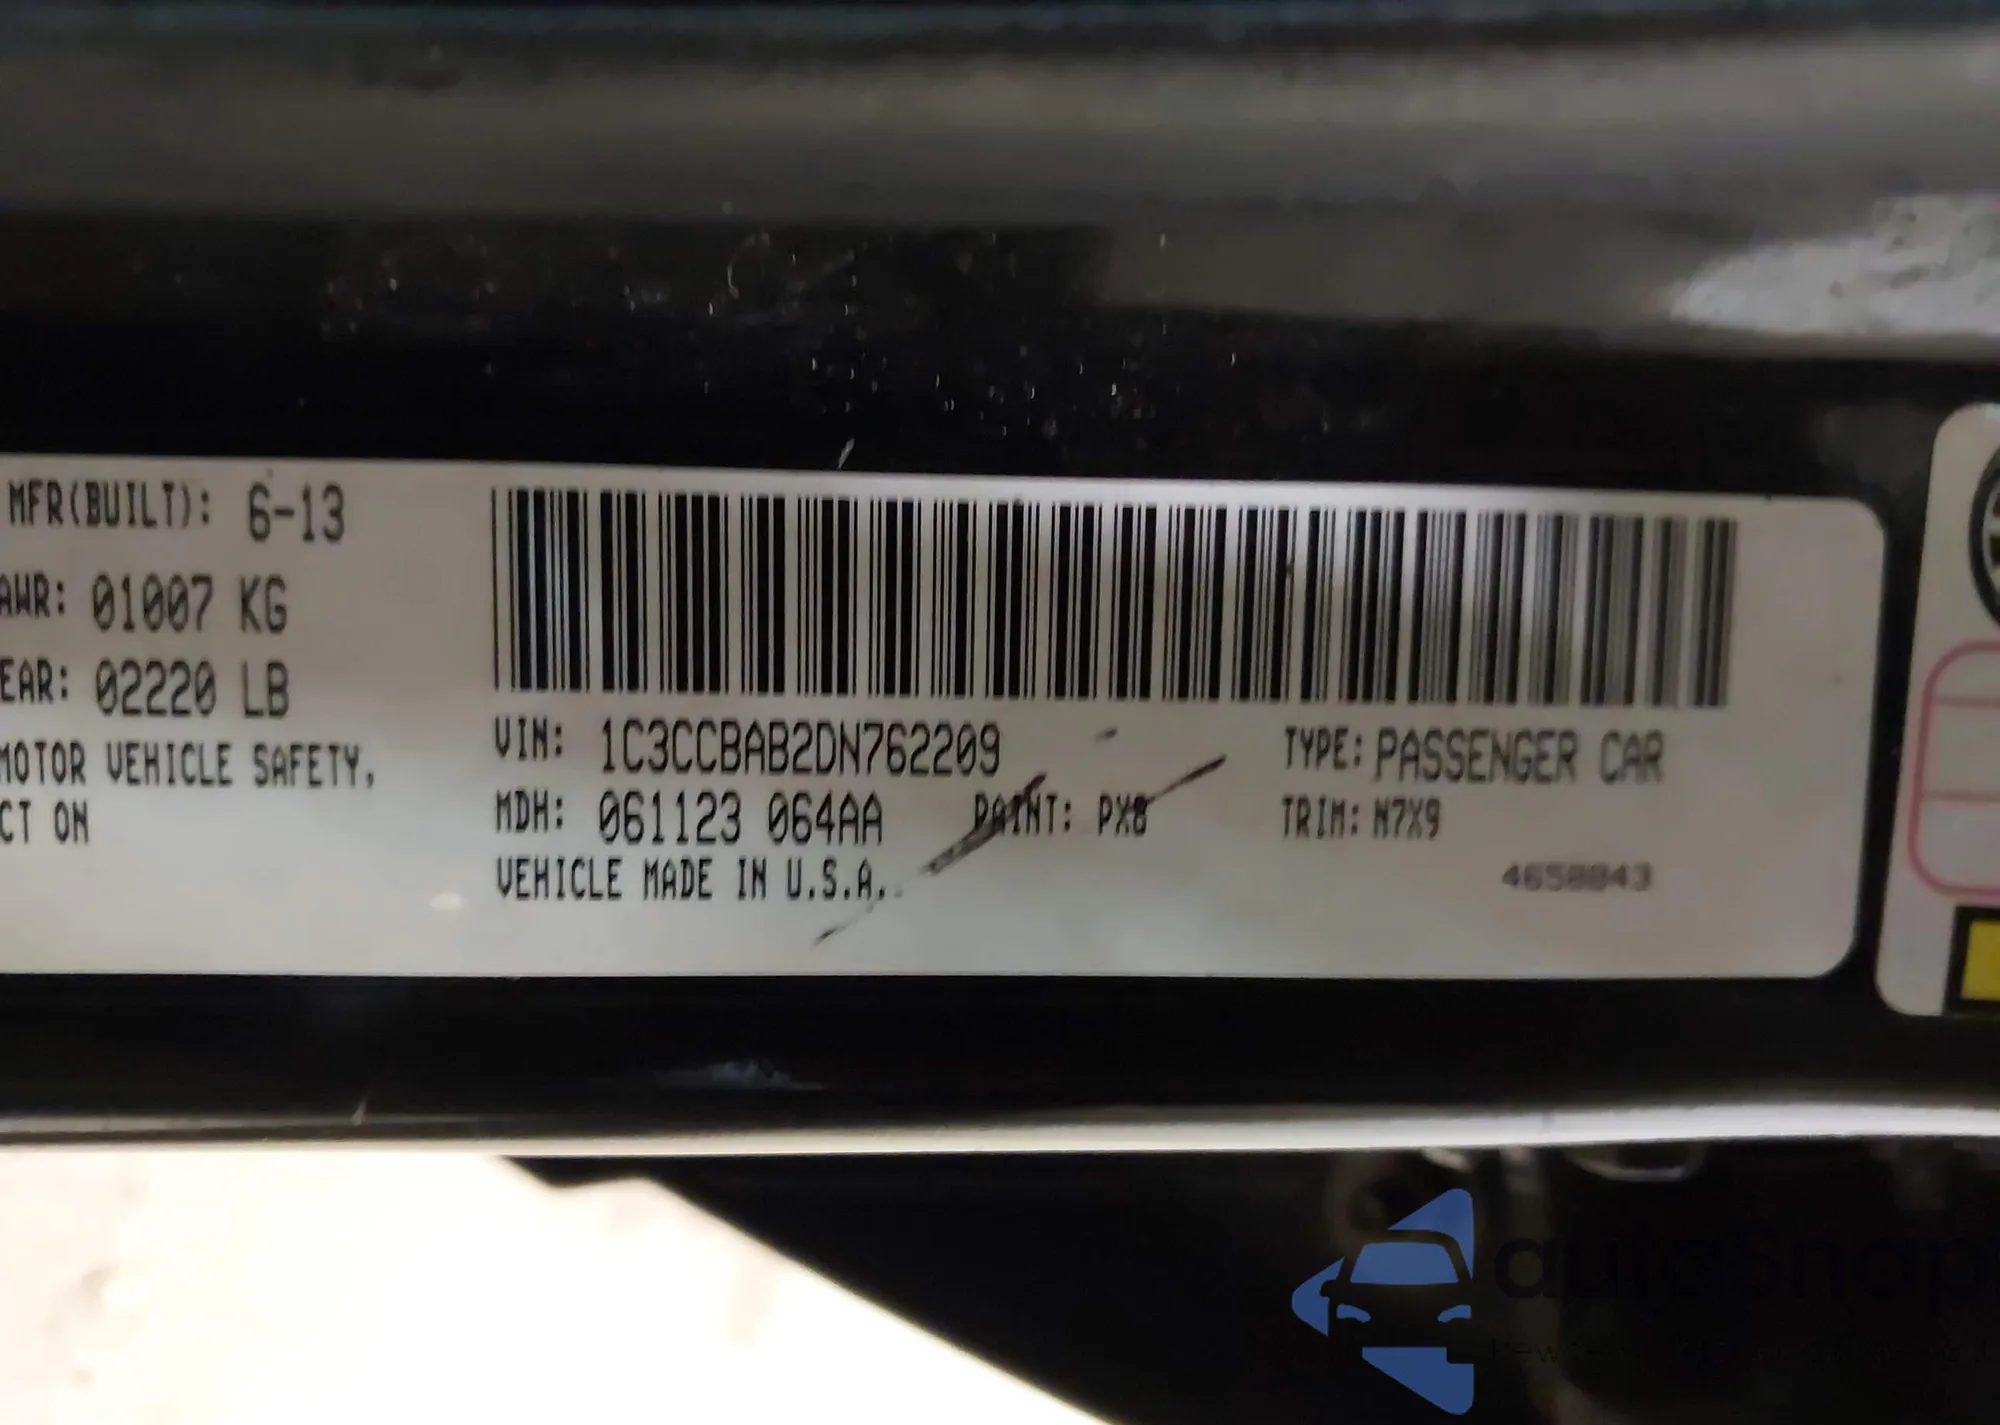 MFR(BUILT): 6-13
AWR: 01007 KG
EAR: 02220 LB
MOTOR VEHICLE SAFETY,
CT ON
VIN: 1C3CCBAB2DN762209
TYPE: PASSENGER CAR
MDH: 061123 064AA
PAINT: PX8
TRIM: N7X9
VEHICLE MADE IN U.S.A.
4658843